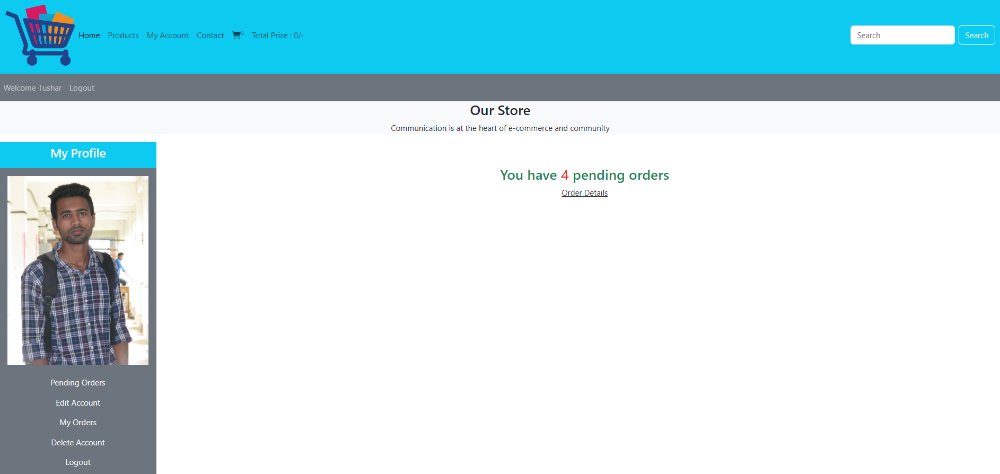 Home Products My Account Contact 0 Total Prize : 0/- Search Search
Welcome Tushar Logout
Our Store
Communication is at the heart of e-commerce and community
My Profile
You have 4 pending orders
Order Details
Pending Orders
Edit Account
My Orders
Delete Account
Logout